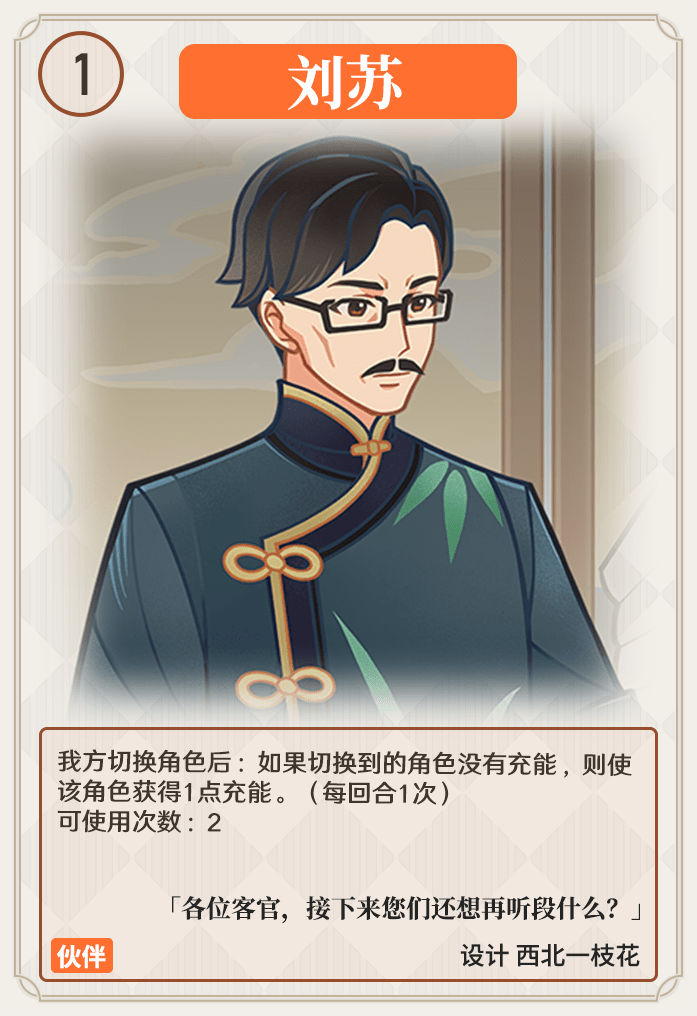 1
刘苏
我方切换角色后：如果切换到的角色没有充能，则使
该角色获得1点充能。（每回合1次）
可使用次数：2
「各位客官，接下来您们还想再听段什么？」
伙伴
设计 西北一枝花